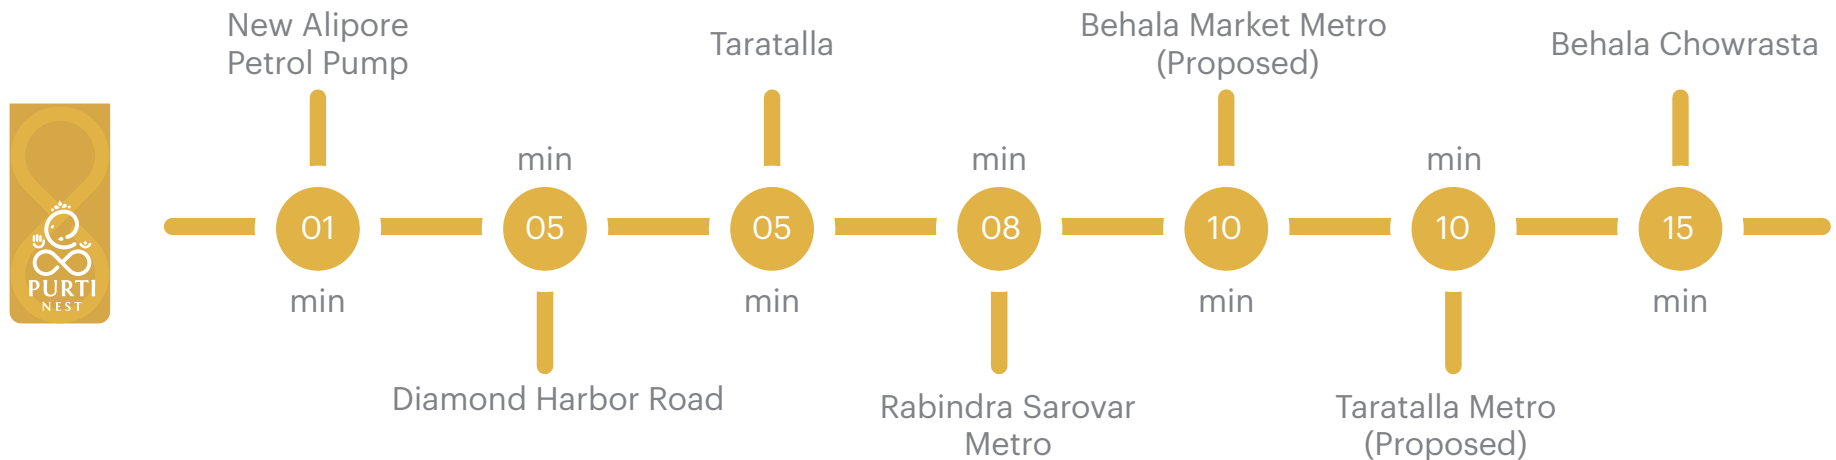 PURTI
NEST
New Alipore
Petrol Pump
01
min
min
05
Diamond Harbor Road
Taratalla
05
min
min
08
Rabindra Sarovar
Metro
Behala Market Metro
(Proposed)
10
min
min
10
Taratalla Metro
(Proposed)
Behala Chowrasta
15
min